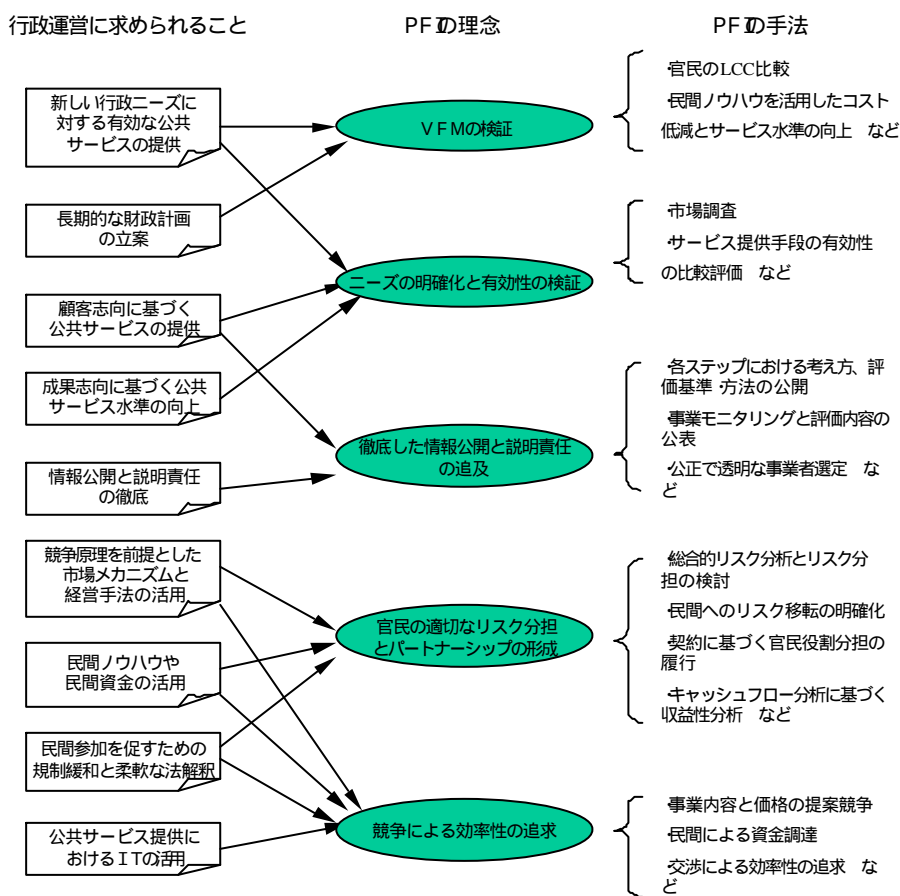 行政運営に求められること
PFIの理念
PFIの手法
新しい行政ニーズに
対する有効な公共
サービスの提供
長期的な財政計画
の立案
顧客志向に基づく
公共サービスの提供
成果志向に基づく公共
サービス水準の向上
情報公開と説明責任
の徹底
競争原理を前提とした
市場メカニズムと
経営手法の活用
民間ノウハウや
民間資金の活用
民間参加を促すための
規制緩和と柔軟な法解釈
公共サービス提供に
おけるITの活用
VFMの検証
ニーズの明確化と有効性の検証
徹底した情報公開と説明責任
の追及
官民の適切なリスク分担
とパートナーシップの形成
競争による効率性の追求
・官民のLCC比較
・民間ノウハウを活用したコスト
低減とサービス水準の向上 など
・市場調査
・サービス提供手段の有効性
の比較評価 など
・各ステップにおける考え方、評
価基準・方法の公開
・事業モニタリングと評価内容の
公表
・公正で透明な事業者選定 な
ど
・総合的リスク分析とリスク分
担の検討
・民間へのリスク移転の明確化
・契約に基づく官民役割分担の
履行
・キャッシュフロー分析に基づく
収益性分析 など
・事業内容と価格の提案競争
・民間による資金調達
・交渉による効率性の追求 な
ど